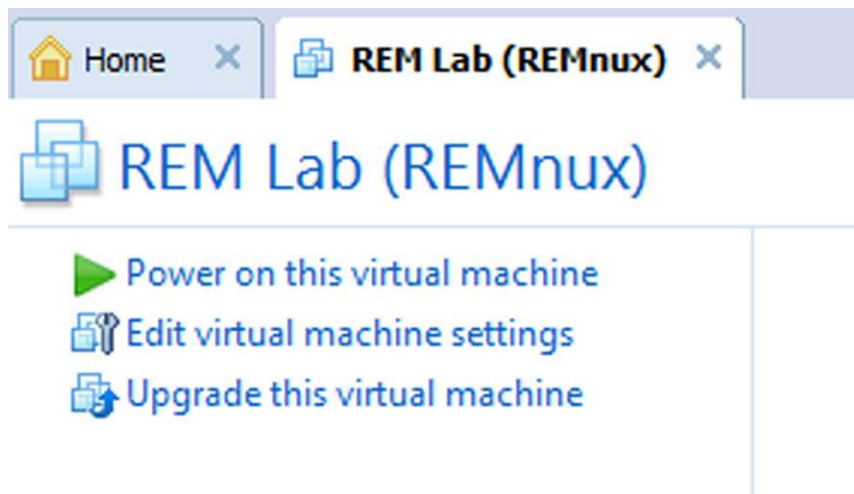 Home REM Lab (REMnux)
REM Lab (REMnux)
Power on this virtual machine
Edit virtual machine settings
Upgrade this virtual machine